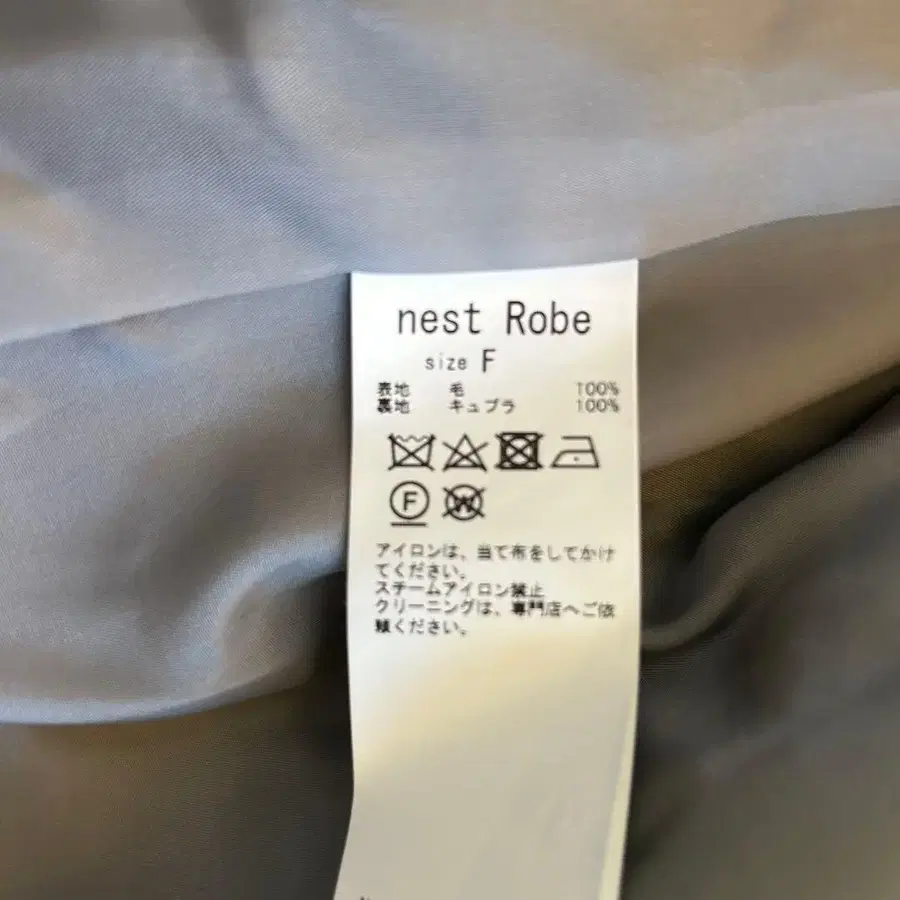 nest Robe
size F
表地 毛 100%
裏地 キュプラ 100%
F W
アイロンは、当て布をしてかけ
てください。
スチームアイロン禁止
クリーニングは、専門店へご依
頼ください。